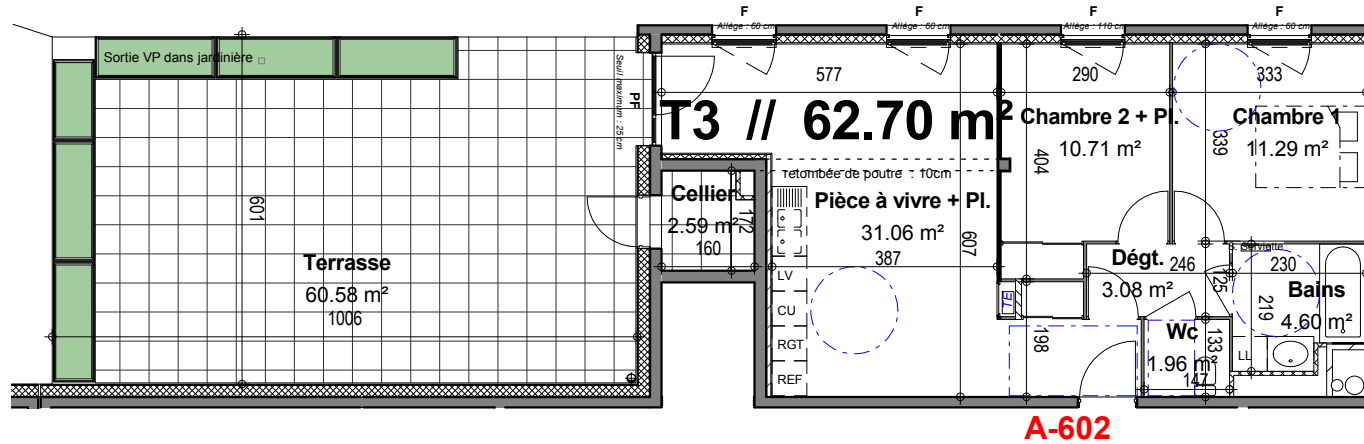 F
F
F
F
Allège : 60 cm
Allège : 60 cm
Allège : 110 cm
Allège : 60 cm
Sortie VP dans jardinière
Seuil maximum : 25 cm
PF
577
290
333
T3 // 62.70 m²
Chambre 2 + Pl.
10.71 m²
404
Chambre 1
11.29 m²
339
retombée de poutre : 10cm
Cellier
2.59 m²
160
172
Pièce à vivre + Pl.
31.06 m²
387
607
601
Terrasse
60.58 m²
1006
S. Serviette
Dégt.
3.08 m²
246
125
230
Bains
4.60 m²
219
LV
CU
RGT
REF
TE
198
Wc
1.96 m²
133
147
LL
A-602